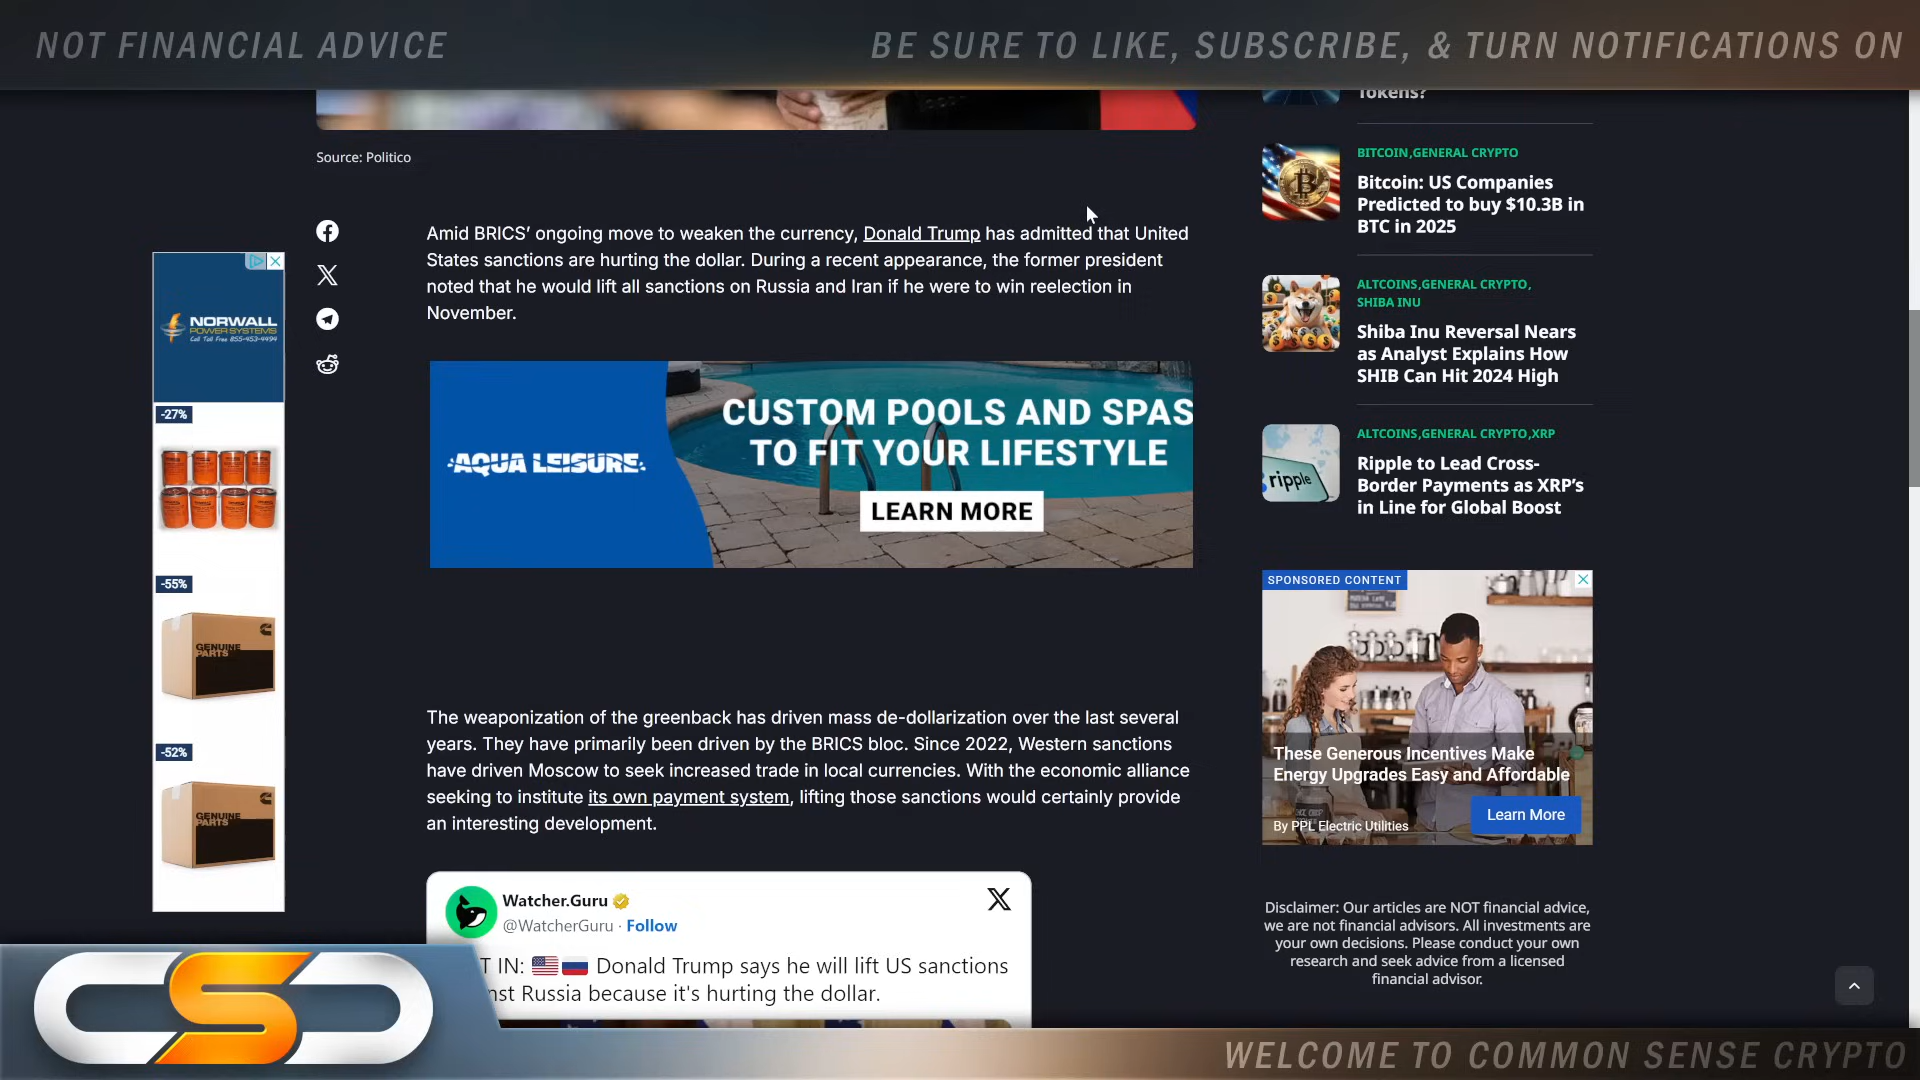 NOT FINANCIAL ADVICE
BE SURE TO LIKE, SUBSCRIBE, & TURN NOTIFICATIONS ON
Source: Politico
Amid BRICS’ ongoing move to weaken the currency, Donald Trump has admitted that United
States sanctions are hurting the dollar. During a recent appearance, the former president
noted that he would lift all sanctions on Russia and Iran if he were to win reelection in
November.
NORWALL
POWER SYSTEMS
Call Toll Free 855-453-4494
-27%
-55%
GENUINE
PARTS
-52%
GENUINE
PARTS
AQUA LEISURE
CUSTOM POOLS AND SPAS
TO FIT YOUR LIFESTYLE
LEARN MORE
The weaponization of the greenback has driven mass de-dollarization over the last several
years. They have primarily been driven by the BRICS bloc. Since 2022, Western sanctions
have driven Moscow to seek increased trade in local currencies. With the economic alliance
seeking to institute its own payment system, lifting those sanctions would certainly provide
an interesting development.
Watcher.Guru
@WatcherGuru · Follow
T IN: 🇺🇸🇷🇺 Donald Trump says he will lift US sanctions
nst Russia because it's hurting the dollar.
Tokens?
BITCOIN,GENERAL CRYPTO
Bitcoin: US Companies
Predicted to buy $10.3B in
BTC in 2025
ALTCOINS,GENERAL CRYPTO,
SHIBA INU
Shiba Inu Reversal Nears
as Analyst Explains How
SHIB Can Hit 2024 High
ripple
ALTCOINS,GENERAL CRYPTO,XRP
Ripple to Lead Cross-
Border Payments as XRP’s
in Line for Global Boost
SPONSORED CONTENT
These Generous Incentives Make
Energy Upgrades Easy and Affordable
By PPL Electric Utilities
Learn More
Disclaimer: Our articles are NOT financial advice,
we are not financial advisors. All investments are
your own decisions. Please conduct your own
research and seek advice from a licensed
financial advisor.
CSC
WELCOME TO COMMON SENSE CRYPTO